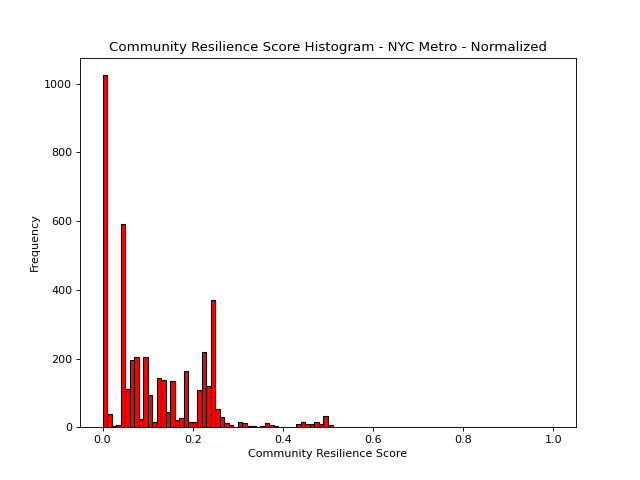 Community Resilience Score Histogram - NYC Metro - Normalized
1000
800
600
400
200
0
Frequency
0.0 0.2 0.4 0.6 0.8 1.0
Community Resilience Score